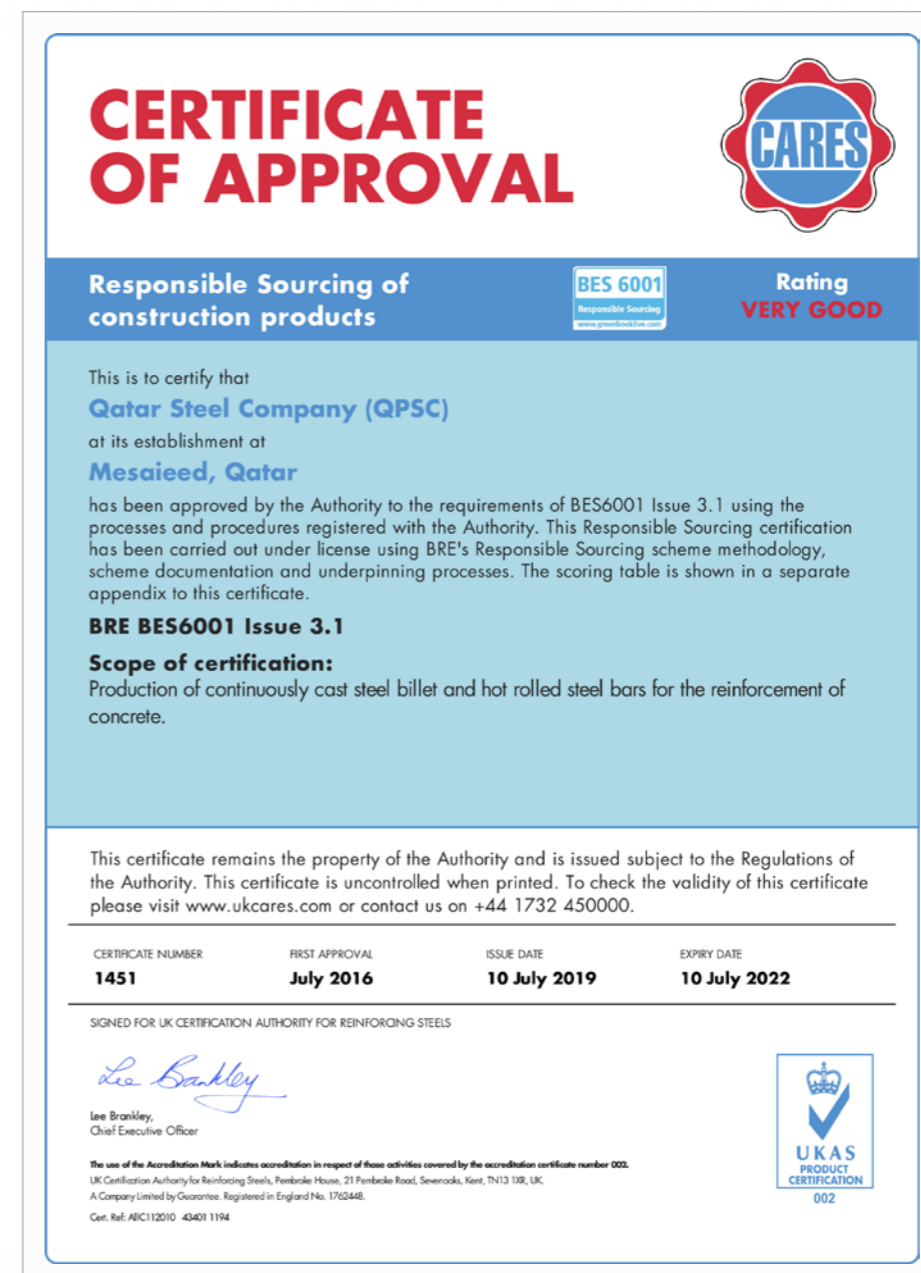 CERTIFICATE
OF APPROVAL
CARES
Responsible Sourcing of
construction products
BES 6001
Responsible Sourcing
www.greenbooklive.com
Rating
VERY GOOD
This is to certify that
Qatar Steel Company (QPSC)
at its establishment at
Mesaieed, Qatar
has been approved by the Authority to the requirements of BES6001 Issue 3.1 using the
processes and procedures registered with the Authority. This Responsible Sourcing certification
has been carried out under license using BRE's Responsible Sourcing scheme methodology,
scheme documentation and underpinning processes. The scoring table is shown in a separate
appendix to this certificate.
BRE BES6001 Issue 3.1
Scope of certification:
Production of continuously cast steel billet and hot rolled steel bars for the reinforcement of
concrete.
This certificate remains the property of the Authority and is issued subject to the Regulations of
the Authority. This certificate is uncontrolled when printed. To check the validity of this certificate
please visit www.ukcares.com or contact us on +44 1732 450000.
CERTIFICATE NUMBER FIRST APPROVAL ISSUE DATE EXPIRY DATE
1451 July 2016 10 July 2019 10 July 2022
SIGNED FOR UK CERTIFICATION AUTHORITY FOR REINFORCING STEELS
Lee Brankley
Lee Brankley,
Chief Executive Officer
The use of the Accreditation Mark indicates accreditation in respect of those activities covered by the accreditation certificate number 002.
UK Certification Authority for Reinforcing Steels, Pembroke House, 21 Pembroke Road, Sevenoaks, Kent, TN13 1XR, UK.
A Company Limited by Guarantee. Registered in England No. 1762448.
Cert. Ref: AllC112010 43401 1194
UKAS
PRODUCT
CERTIFICATION
002